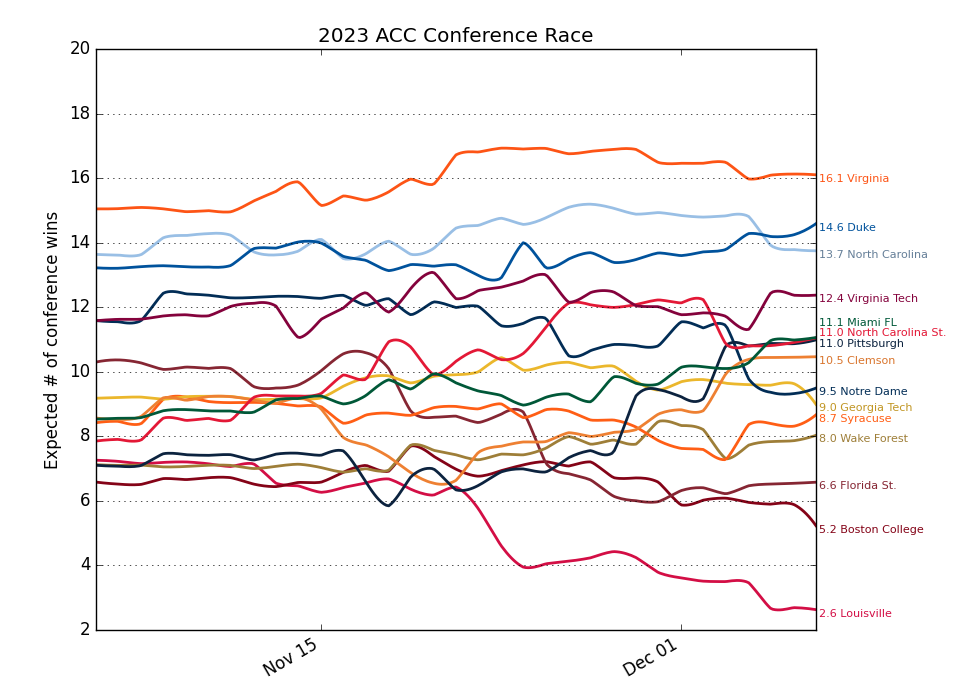 2023 ACC Conference Race
Expected # of conference wins
20
18
16
14
12
10
8
6
4
2
Nov 15
Dec 01
16.1 Virginia
14.6 Duke
13.7 North Carolina
12.4 Virginia Tech
11.1 Miami FL
11.0 North Carolina St.
11.0 Pittsburgh
10.5 Clemson
9.5 Notre Dame
9.0 Georgia Tech
8.7 Syracuse
8.0 Wake Forest
6.6 Florida St.
5.2 Boston College
2.6 Louisville